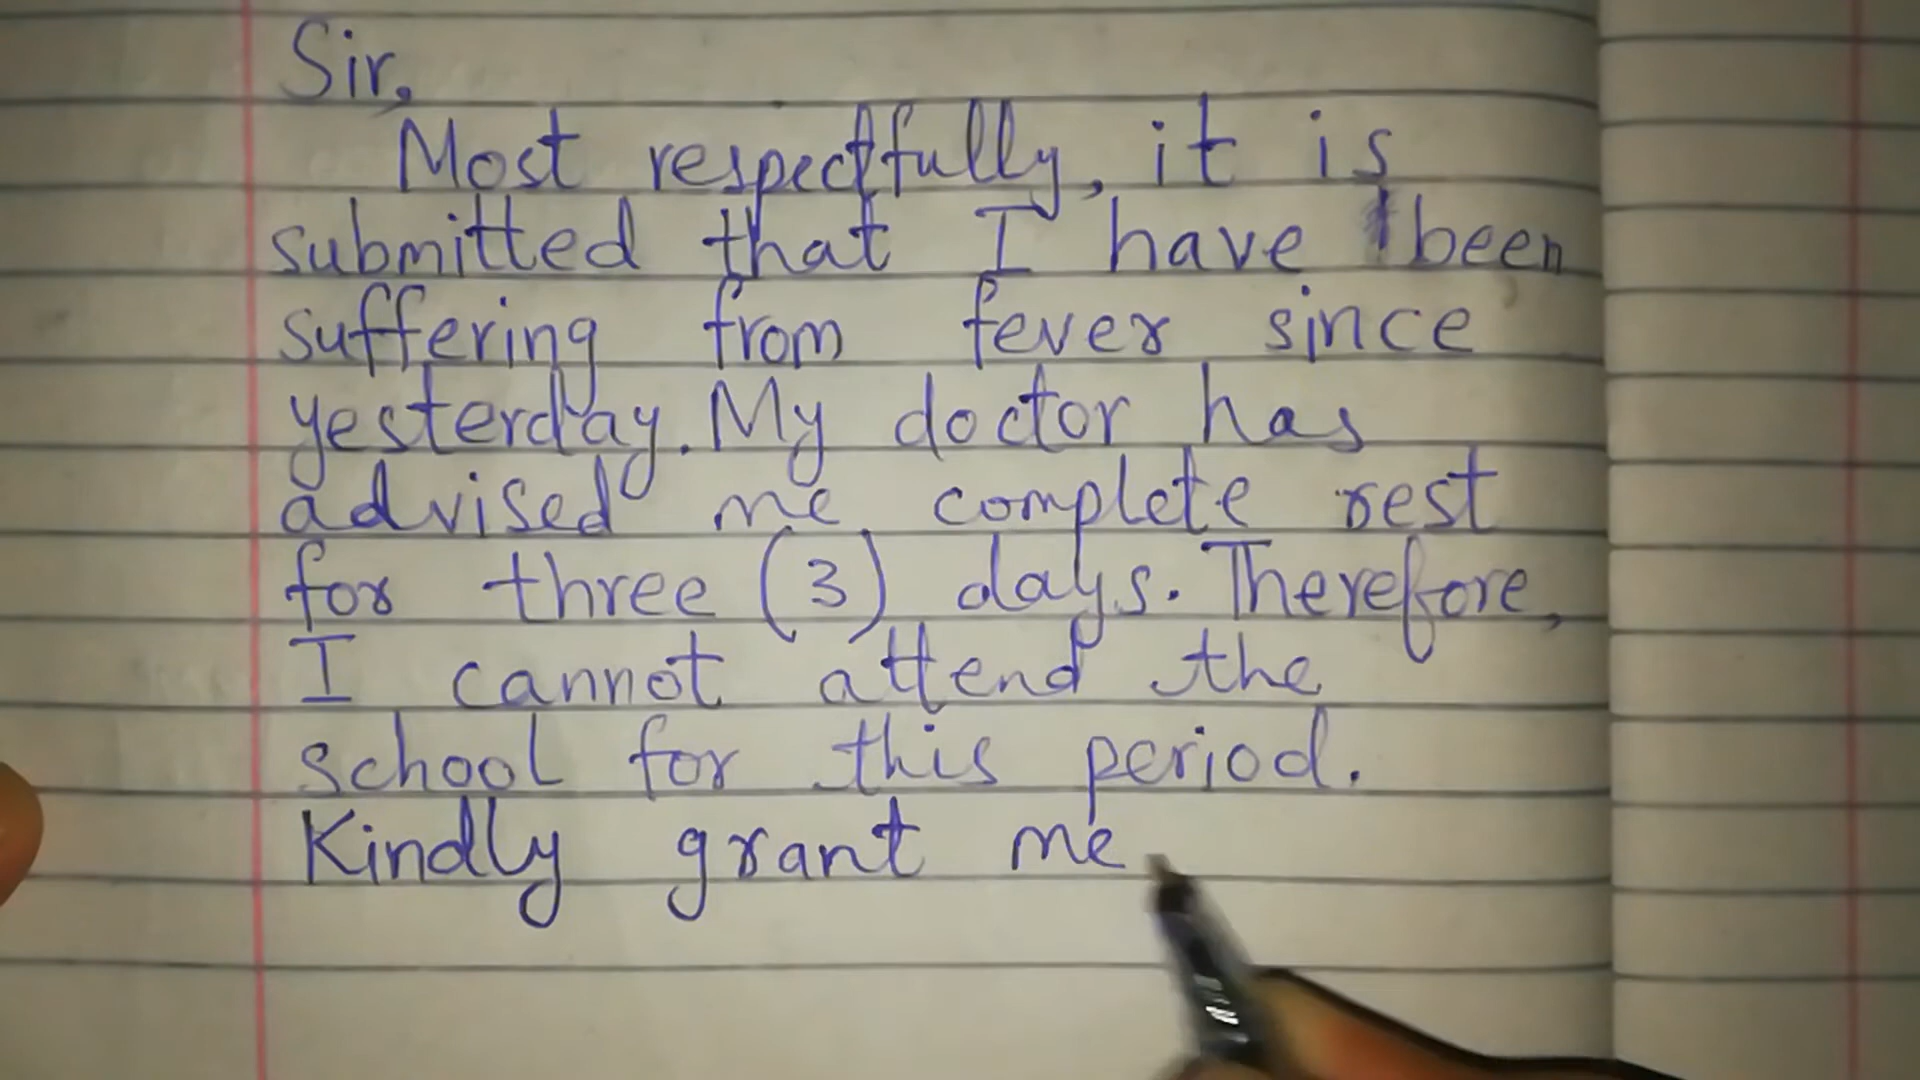 Sir,
Most respectfully, it is
submitted that I have been
suffering from fever since
yesterday. My doctor has
advised me complete rest
for three (3) days. Therefore,
I cannot attend the
school for this period.
Kindly grant me